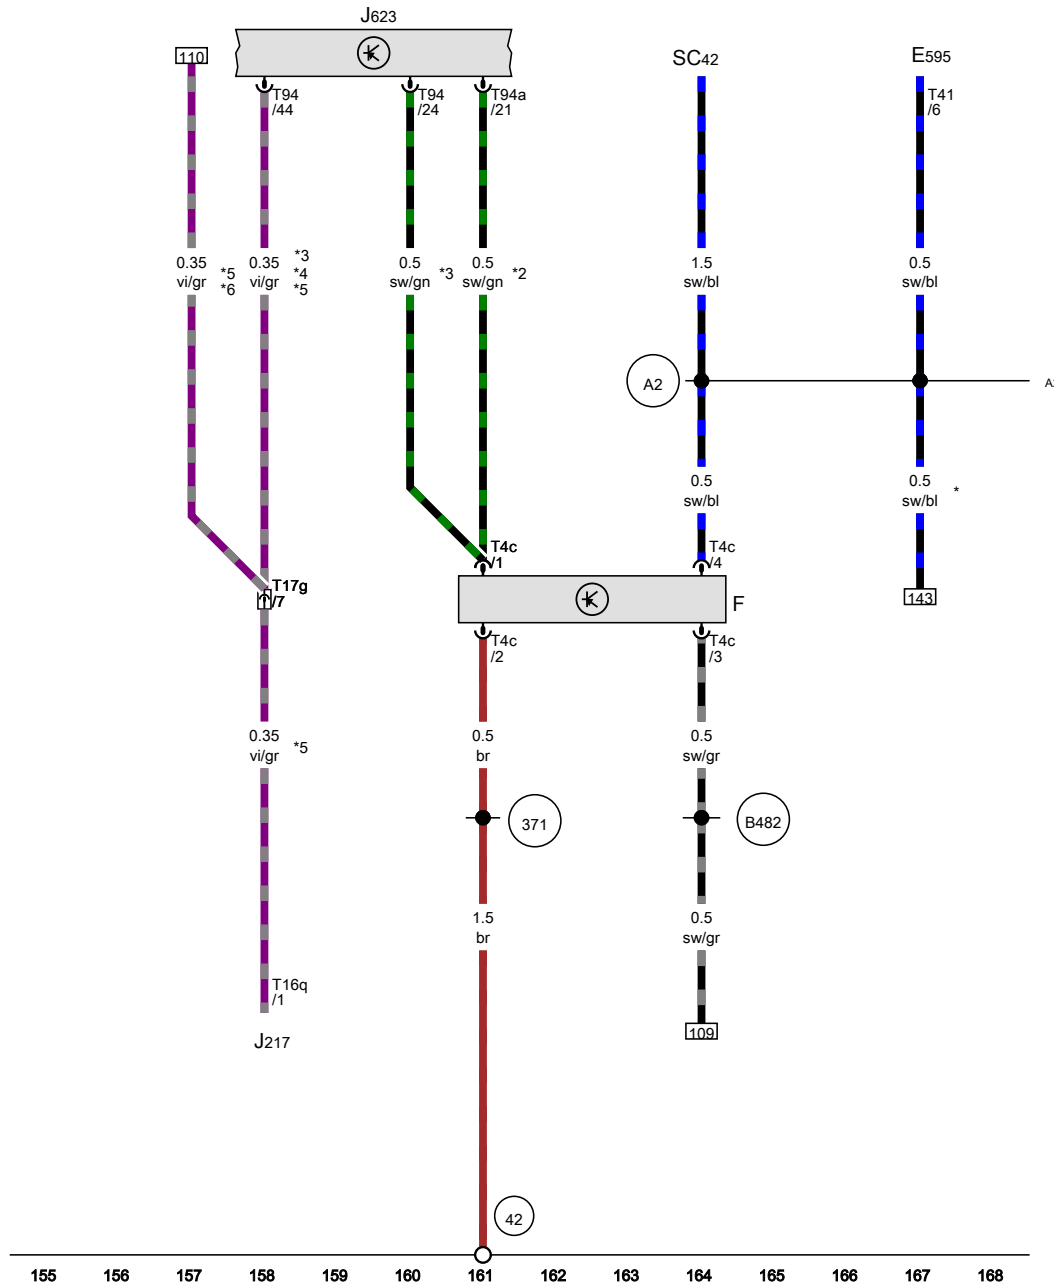 J623
110
SC42
E595
T94
/44
T94
/24
T94a
/21
T41
/6
0.35
vi/gr
*5
*6
0.35
vi/gr
*3
*4
*5
0.5
sw/gn
*3
0.5
sw/gn
*2
1.5
sw/bl
0.5
sw/bl
A2
0.5
sw/bl
0.5
sw/bl
*
T4c
/1
T4c
/4
T17g
/7
F
143
T4c
/2
T4c
/3
0.35
vi/gr
*5
0.5
br
0.5
sw/gr
371
B482
1.5
br
0.5
sw/gr
T16q
/1
J217
109
42
155 156 157 158 159 160 161 162 163 164 165 166 167 168